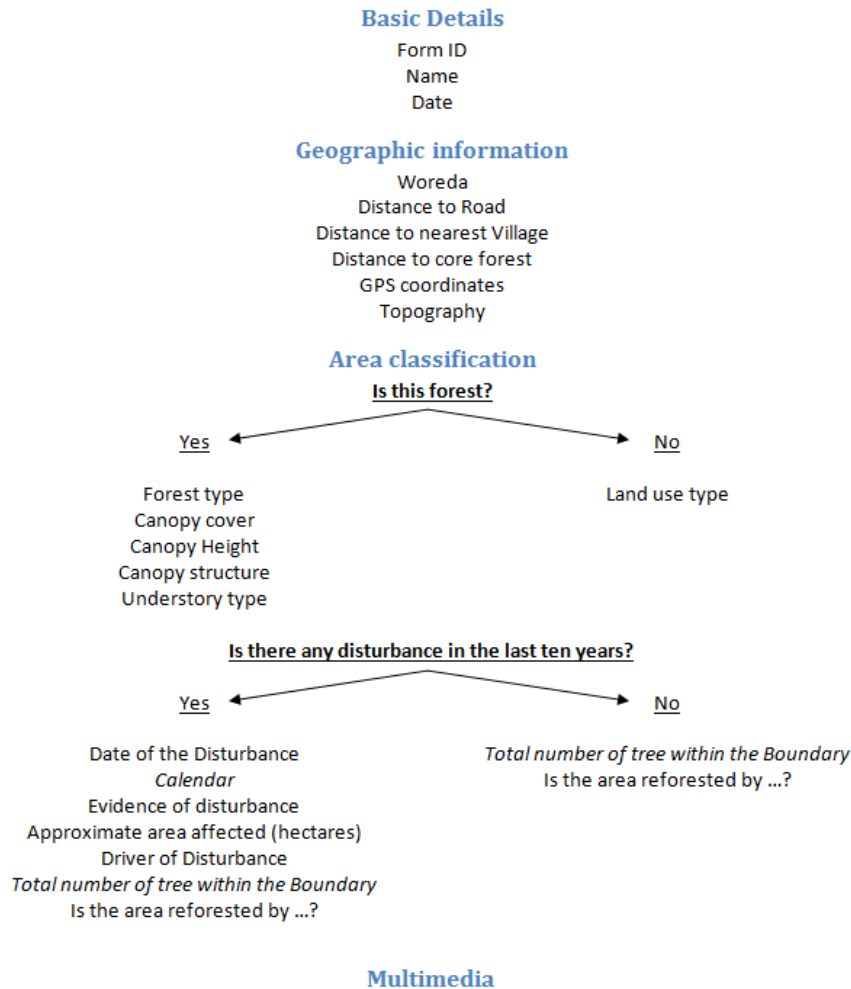 Basic Details
Form ID
Name
Date
Geographic information
Woreda
Distance to Road
Distance to nearest Village
Distance to core forest
GPS coordinates
Topography
Area classification
Is this forest?
Yes
No
Forest type
Canopy cover
Canopy Height
Canopy structure
Understory type
Land use type
Is there any disturbance in the last ten years?
Yes
No
Date of the Disturbance
Calendar
Evidence of disturbance
Approximate area affected (hectares)
Driver of Disturbance
Total number of tree within the Boundary
Is the area reforested by ...?
Total number of tree within the Boundary
Is the area reforested by ...?
Multimedia